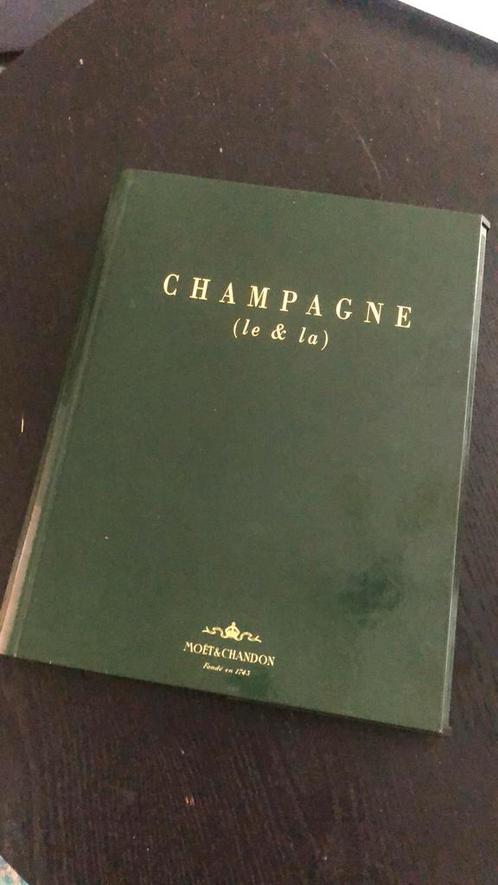 CHAMPAGNE
(le & la)
MOËT & CHANDON
Fondé en 1743